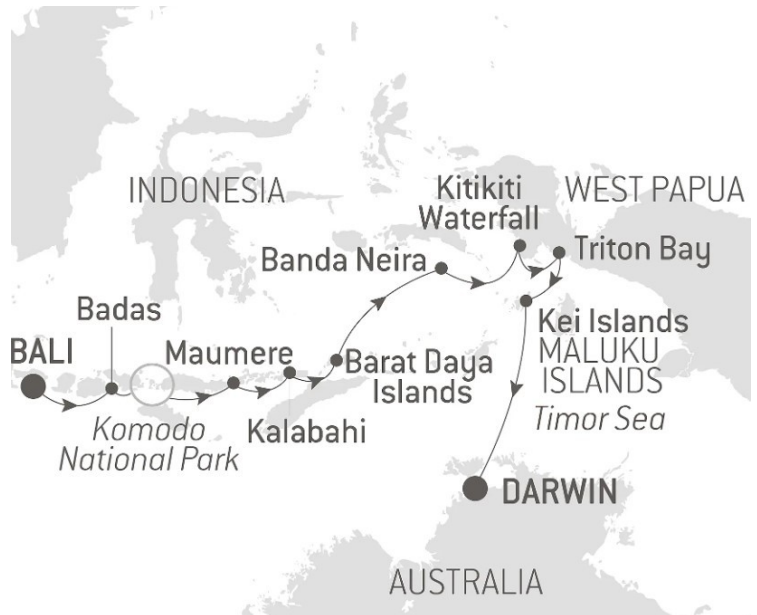 Kitikiti
Waterfall
INDONESIA
WEST PAPUA
Banda Neira
Triton Bay
Badas
Kei Islands
MALUKU
ISLANDS
BALI
Maumere
Barat Daya
Islands
Timor Sea
Komodo
National Park
Kalabahi
DARWIN
AUSTRALIA